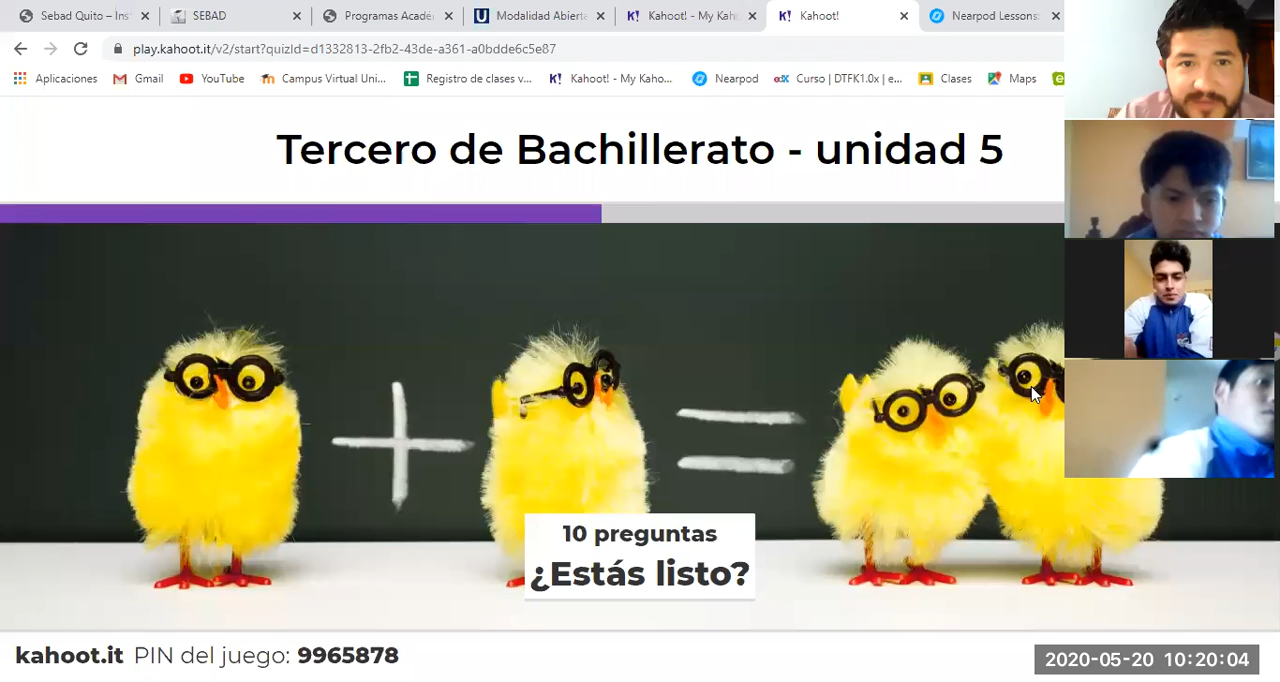 Sebad Quito – Ins
SEBAD
Programas Acadé
Modalidad Abierta
Kahoot! - My Kah
Kahoot!
Nearpod Lessons:
play.kahoot.it/v2/start?quizId=d1332813-2fb2-43de-a361-a0bdde6c5e87
Aplicaciones
Gmail
YouTube
Campus Virtual Uni...
Registro de clases v...
Kahoot! - My Kaho...
Nearpod
Curso | DTFK1.0x | e...
Clases
Maps
Tercero de Bachillerato - unidad 5
10 preguntas
¿Estás listo?
kahoot.it PIN del juego: 9965878
2020-05-20 10:20:04